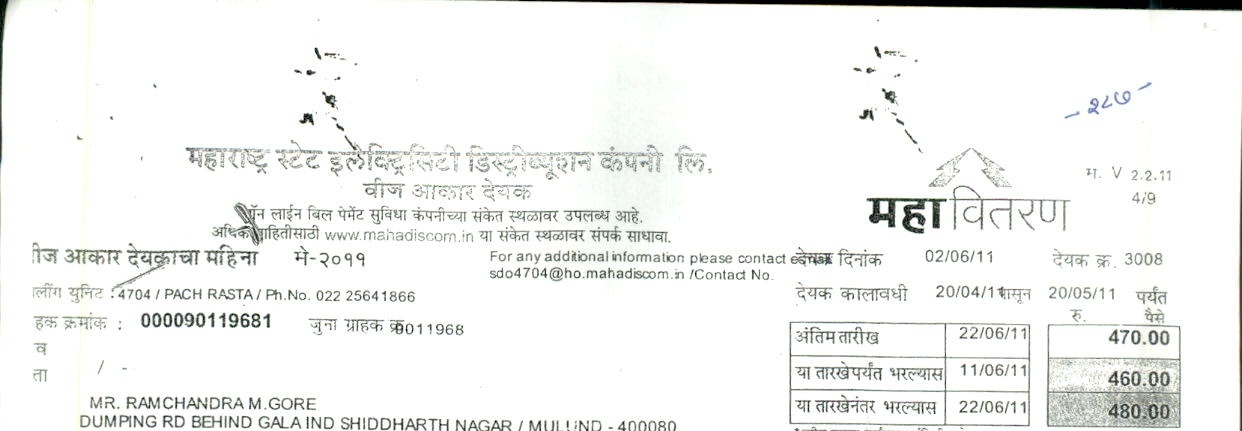 - २८७ -
महाराष्ट्र स्टेट इलेक्ट्रिसिटी डिस्ट्रीब्यूशन कंपनी लि.
वीज आकार देयक
ऑन लाईन बिल पेमेंट सुविधा कंपनीच्या संकेत स्थळावर उपलब्ध आहे.
अधिक माहितीसाठी www.mahadiscom.in या संकेत स्थळावर संपर्क साधावा.
महावितरण
म. V 2.2.11
4/9
वीज आकार देयकाचा महिना मे-२०११
For any additional information please contact
sdo4704@ho.mahadiscom.in /Contact No.
देयक दिनांक 02/06/11 देयक क्र. 3008
लींग युनिट : 4704 / PACH RASTA / Ph.No. 022 25641866
देयक कालावधी 20/04/11 पासून 20/05/11 पर्यंत
हक क्रमांक : 000090119681 जुना ग्राहक क्र 0011968
रु. पैसे
अंतिम तारीख 22/06/11 470.00
व
ता / -
या तारखेपर्यंत भरल्यास 11/06/11 460.00
या तारखेनंतर भरल्यास 22/06/11 480.00
MR. RAMCHANDRA M.GORE
DUMPING RD BEHIND GALA IND SHIDDHARTH NAGAR / MULUND - 400080